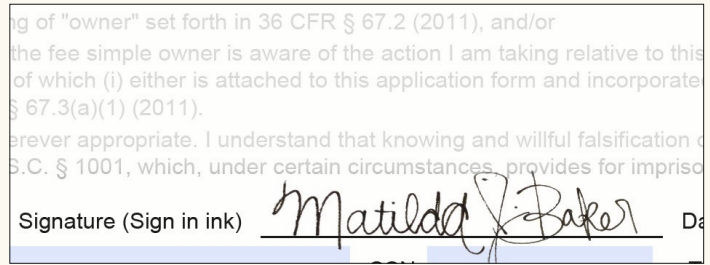 ng of "owner" set forth in 36 CFR § 67.2 (2011), and/or
the fee simple owner is aware of the action I am taking relative to this
of which (i) either is attached to this application form and incorporate
§ 67.3(a)(1) (2011).
erever appropriate. I understand that knowing and willful falsification
S.C. § 1001, which, under certain circumstances, provides for impriso
Signature (Sign in ink) Matilda J. Baker Da